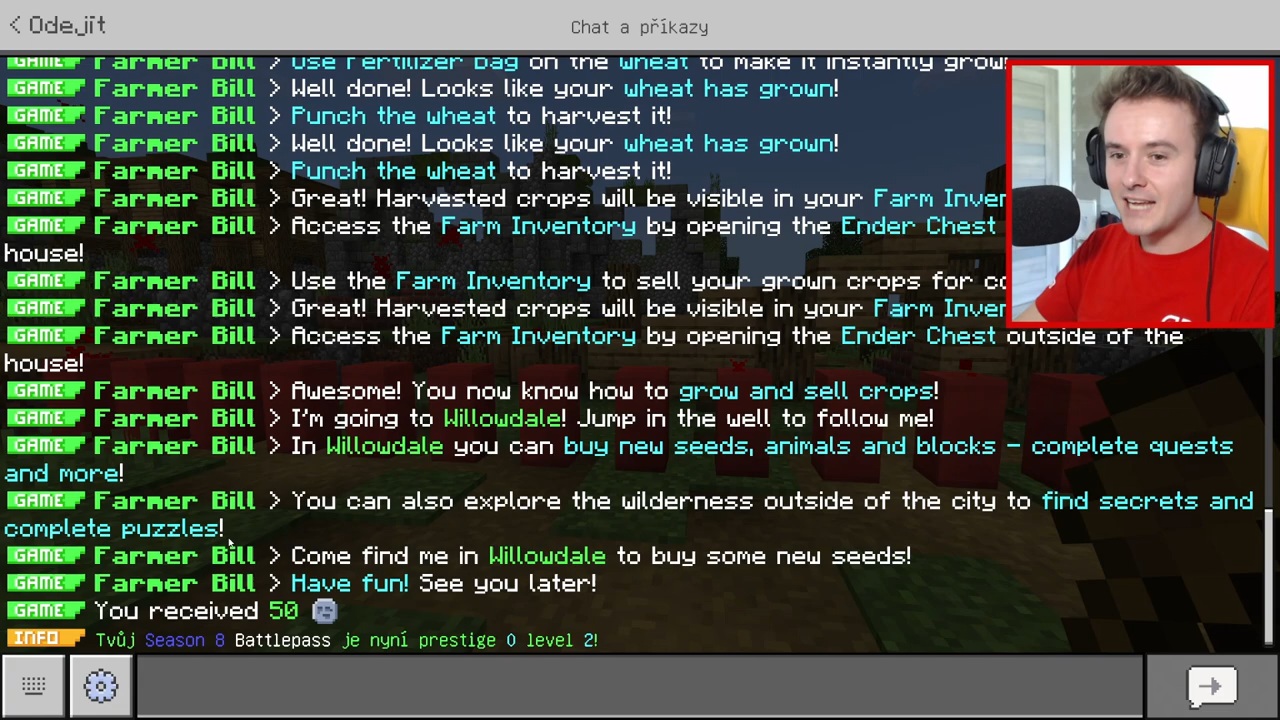 < Odejít
Chat a příkazy
GAME Farmer Bill > Use Fertilizer Bag on the wheat to make it instantly grow!
GAME Farmer Bill > Well done! Looks like your wheat has grown!
GAME Farmer Bill > Punch the wheat to harvest it!
GAME Farmer Bill > Well done! Looks like your wheat has grown!
GAME Farmer Bill > Punch the wheat to harvest it!
GAME Farmer Bill > Great! Harvested crops will be visible in your Farm
GAME Farmer Bill > Access the Farm Inventory by opening the Ender Chest
house!
GAME Farmer Bill > Use the Farm Inventory to sell your grown crops for
GAME Farmer Bill > Great! Harvested crops will be visible in your Farm
GAME Farmer Bill > Access the Farm Inventory by opening the Ender Chest outside of the
house!
GAME Farmer Bill > Awesome! You now know how to grow and sell crops!
GAME Farmer Bill > I'm going to Willowdale! Jump in the well to follow me!
GAME Farmer Bill > In Willowdale you can buy new seeds, animals and blocks - complete quests
and more!
GAME Farmer Bill > You can also explore the wilderness outside of the city to find secrets and
complete puzzles!
GAME Farmer Bill > Come find me in Willowdale to buy some new seeds!
GAME Farmer Bill > Have fun! See you later!
GAME You received 50
INFO Tvůj Season 8 Battlepass je nyní prestige 0 level 2!